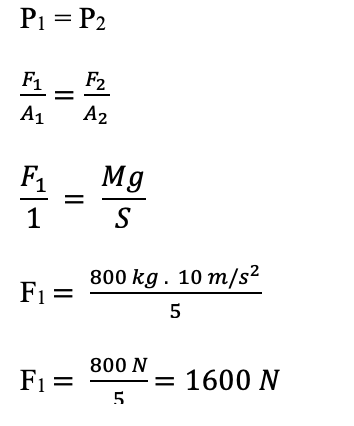 P₁ = P₂
F₁/A₁ = F₂/A₂
F₁/1 = Mg/S
F₁ = 800 kg . 10 m/s²/5
F₁ = 800 N/5 = 1600 N